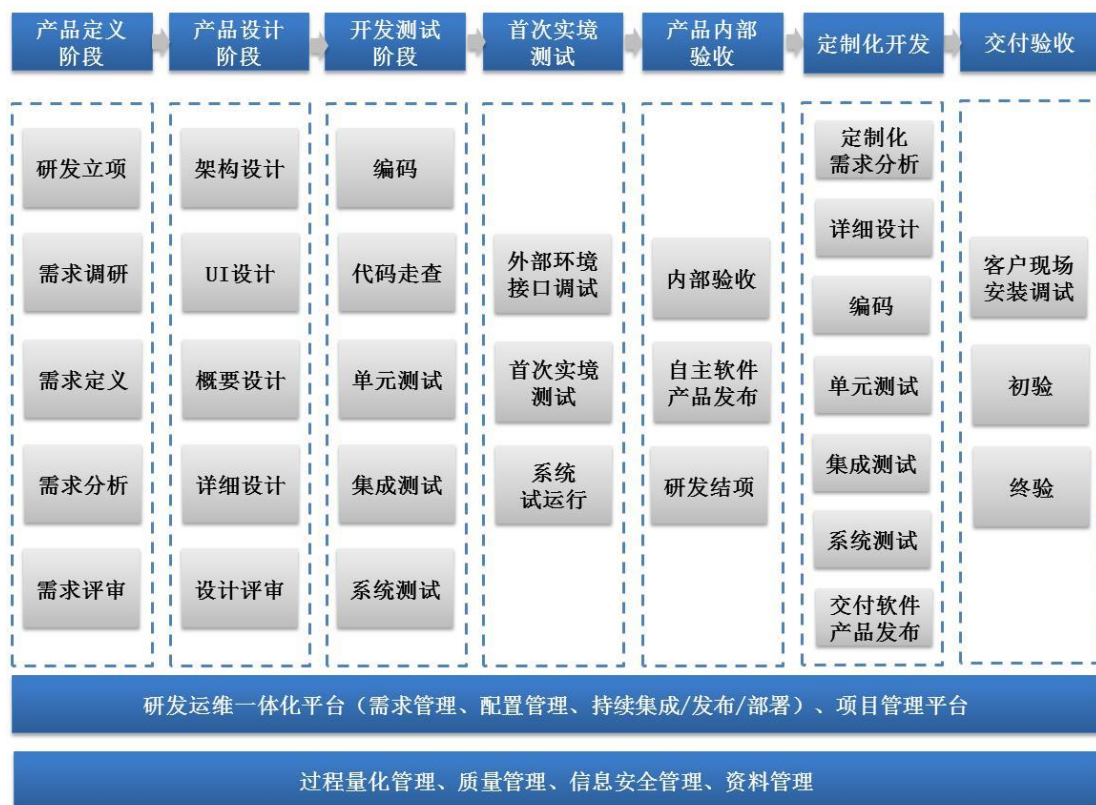 产品定义
阶段
产品设计
阶段
开发测试
阶段
首次实境
测试
产品内部
验收
定制化开发
交付验收
研发立项
需求调研
需求定义
需求分析
需求评审
架构设计
UI设计
概要设计
详细设计
设计评审
编码
代码走查
单元测试
集成测试
系统测试
外部环境
接口调试
首次实境
测试
系统
试运行
内部验收
自主软件
产品发布
研发结项
定制化
需求分析
详细设计
编码
单元测试
集成测试
系统测试
交付软件
产品发布
客户现场
安装调试
初验
终验
研发运维一体化平台（需求管理、配置管理、持续集成/发布/部署）、项目管理平台
过程量化管理、质量管理、信息安全管理、资料管理